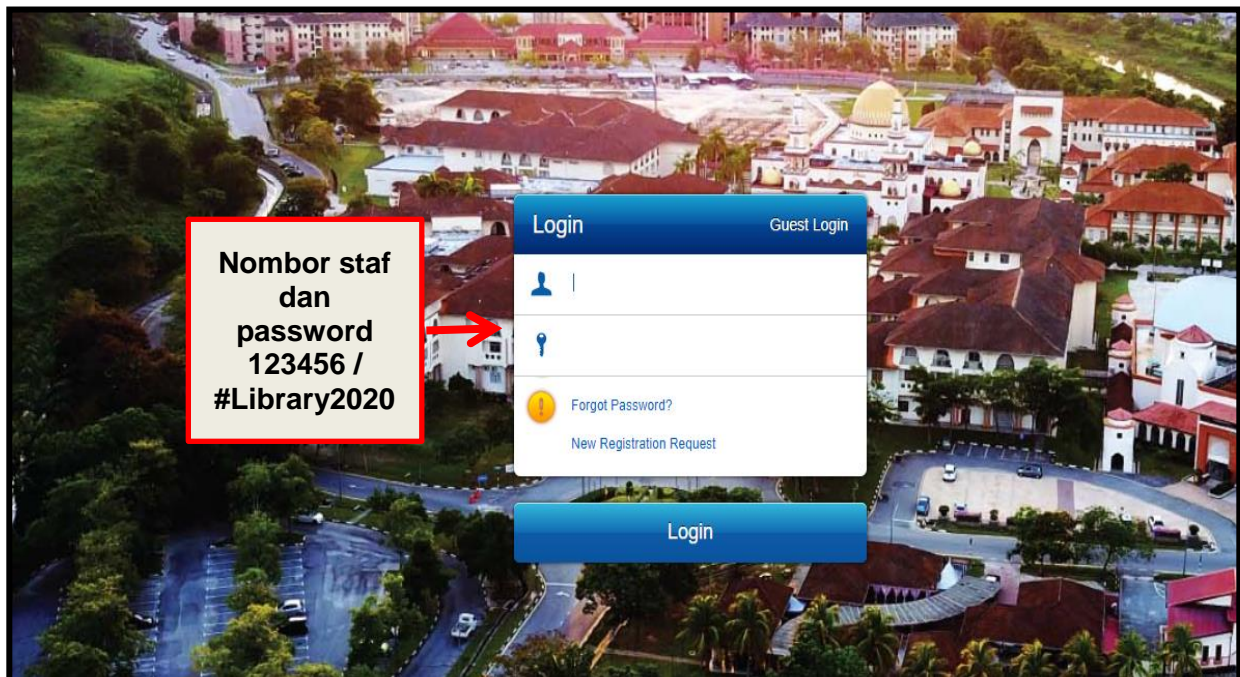 Login
Guest Login
Nombor staf
dan
password
123456 /
#Library2020
Forgot Password?
New Registration Request
Login